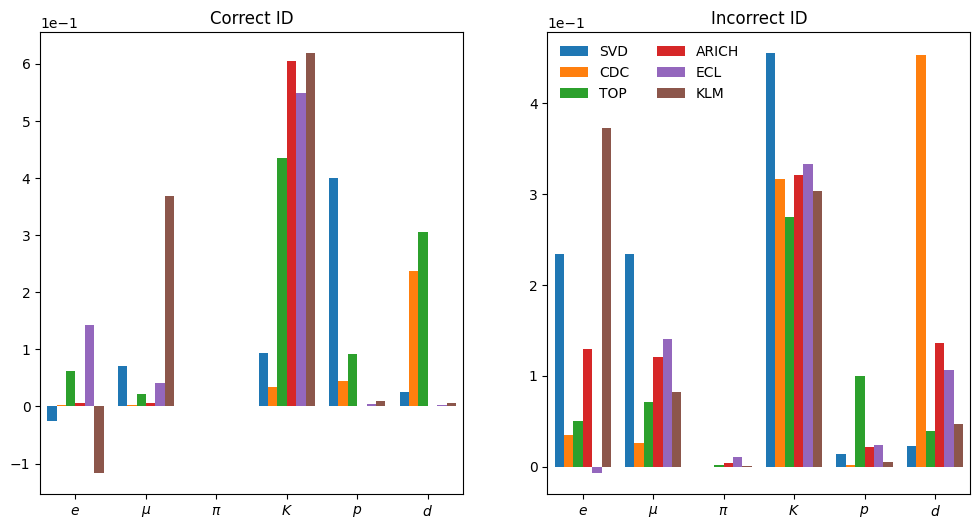 Correct ID
1e−1
6
5
4
3
2
1
0
−1
e μ π K p d
Incorrect ID
1e−1
SVD ARICH
CDC ECL
TOP KLM
4
3
2
1
0
e μ π K p d